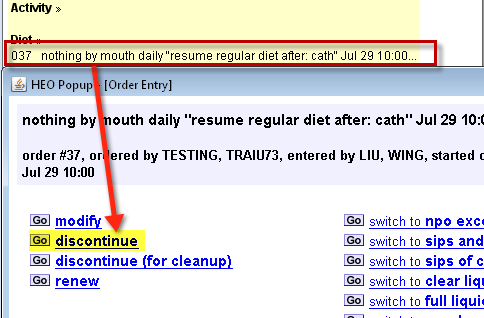 Activity »
Diet »
037 nothing by mouth daily "resume regular diet after: cath" Jul 29 10:00...
HEO Popup [Order Entry]
nothing by mouth daily "resume regular diet after: cath" Jul 29 10
order #37, ordered by TESTING, TRAIU73, entered by LIU, WING, started
Jul 29 10:00
Go modify
Go discontinue
Go discontinue (for cleanup)
Go renew
Go switch to npo exc
Go switch to sips and
Go switch to sips of
Go switch to clear
Go switch to full